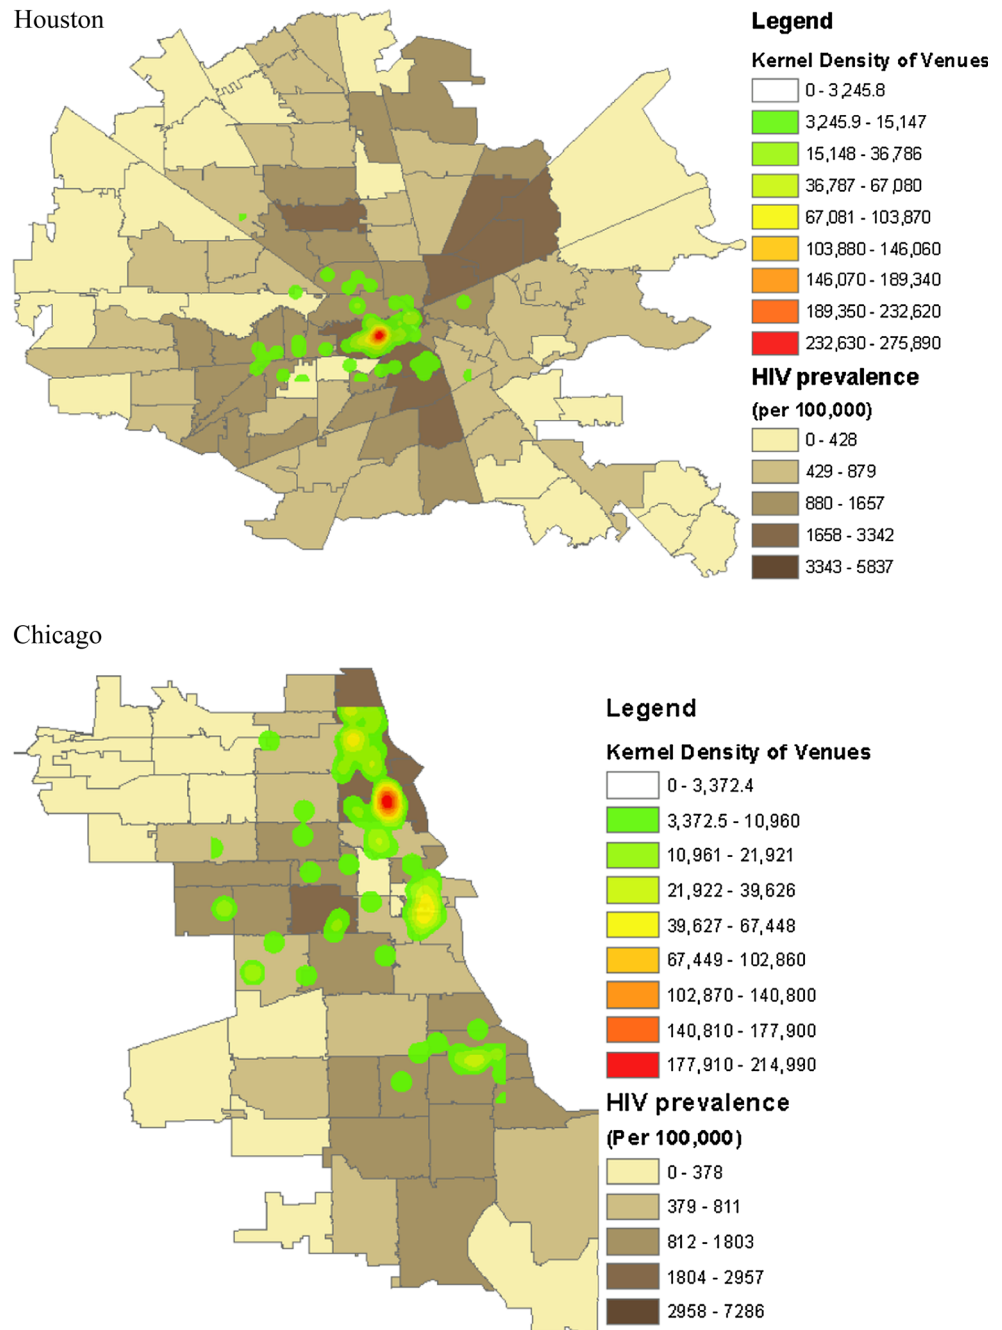 Houston
Legend
Kernel Density of Venues
0 - 3,245.8
3,245.9 - 15,147
15,148 - 36,786
36,787 - 67,080
67,081 - 103,870
103,880 - 146,060
146,070 - 189,340
189,350 - 232,620
232,630 - 275,890
HIV prevalence
(per 100,000)
0 - 428
429 - 879
880 - 1657
1658 - 3342
3343 - 5837
Chicago
Legend
Kernel Density of Venues
0 - 3,372.4
3,372.5 - 10,960
10,961 - 21,921
21,922 - 39,626
39,627 - 67,448
67,449 - 102,860
102,870 - 140,800
140,810 - 177,900
177,910 - 214,990
HIV prevalence
(Per 100,000)
0 - 378
379 - 811
812 - 1803
1804 - 2957
2958 - 7286